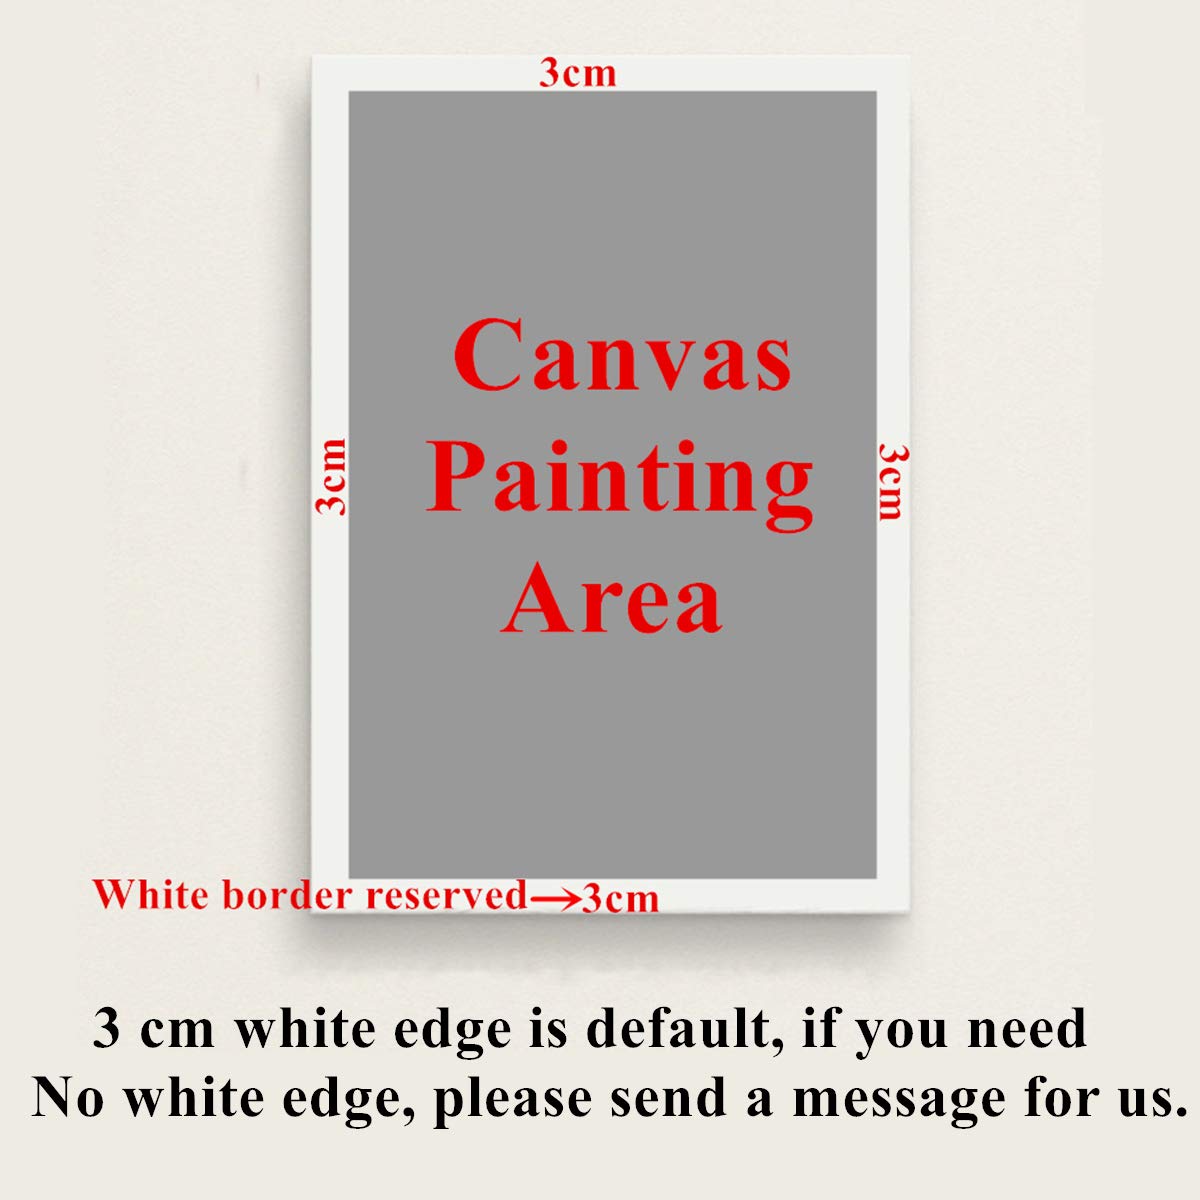 3cm
Canvas
Painting
Area
3cm
3cm
White border reserved→3cm
3 cm white edge is default, if you need
No white edge, please send a message for us.